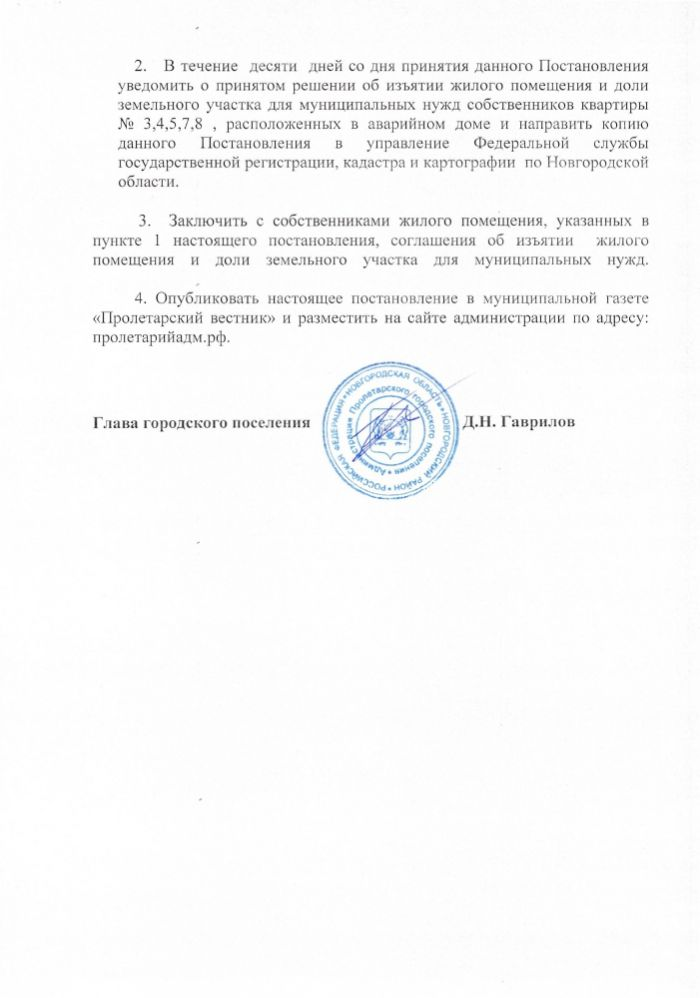 2. В течение десяти дней со дня принятия данного Постановления
уведомить о принятом решении об изъятии жилого помещения и доли
земельного участка для муниципальных нужд собственников квартиры
№ 3,4,5,7,8 , расположенных в аварийном доме и направить копию
данного Постановления в управление Федеральной службы
государственной регистрации, кадастра и картографии по Новгородской
области.
3. Заключить с собственниками жилого помещения, указанных в
пункте 1 настоящего постановления, соглашения об изъятии жилого
помещения и доли земельного участка для муниципальных нужд.
4. Опубликовать настоящее постановление в муниципальной газете
«Пролетарский вестник» и разместить на сайте администрации по адресу:
пролетарийадм.рф.
Глава городского поселения Д.Н. Гаврилов
РОССИЙСКАЯ ФЕДЕРАЦИЯ • НОВГОРОДСКАЯ ОБЛАСТЬ • НОВГОРОДСКИЙ РАЙОН •
Администрация Пролетарского городского поселения •